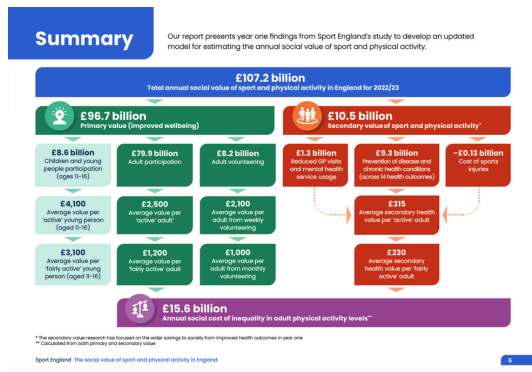 Summary
Our report presents year one findings from Sport England's study to develop an updated
model for estimating the annual social value of sport and physical activity.
£107.2 billion
Total annual social value of sport and physical activity in England for 2022/23
£96.7 billion
Primary value (improved wellbeing)
£10.5 billion
Secondary value of sport and physical activity*
£8.6 billion
Children and young
people participation
(ages 11-16)
£79.9 billion
Adult participation
£8.2 billion
Adult volunteering
£1.3 billion
Reduced GP visits
and mental health
service usage
£9.3 billion
Prevention of disease and
chronic health conditions
(across 14 health outcomes)
-£0.13 billion
Cost of sports
injuries
£4,100
Average value per
'active' young person
(aged 11-16)
£2,500
Average value per
'active' adult'
£2,100
Average value per
adult from weekly
volunteering
£315
Average secondary health
value per 'active' adult
£3,100
Average value per
'fairly active' young
person (aged 11-16)
£1,200
Average value per
'fairly active' adult
£1,000
Average value per
adult from monthly
volunteering
£230
Average secondary
health value per 'fairly
active' adult
£15.6 billion
Annual social cost of inequality in adult physical activity levels**
* The secondary value research has focused on the wider savings to society from improved health outcomes in year one
** Calculated from both primary and secondary value
Sport England The social value of sport and physical activity in England
6